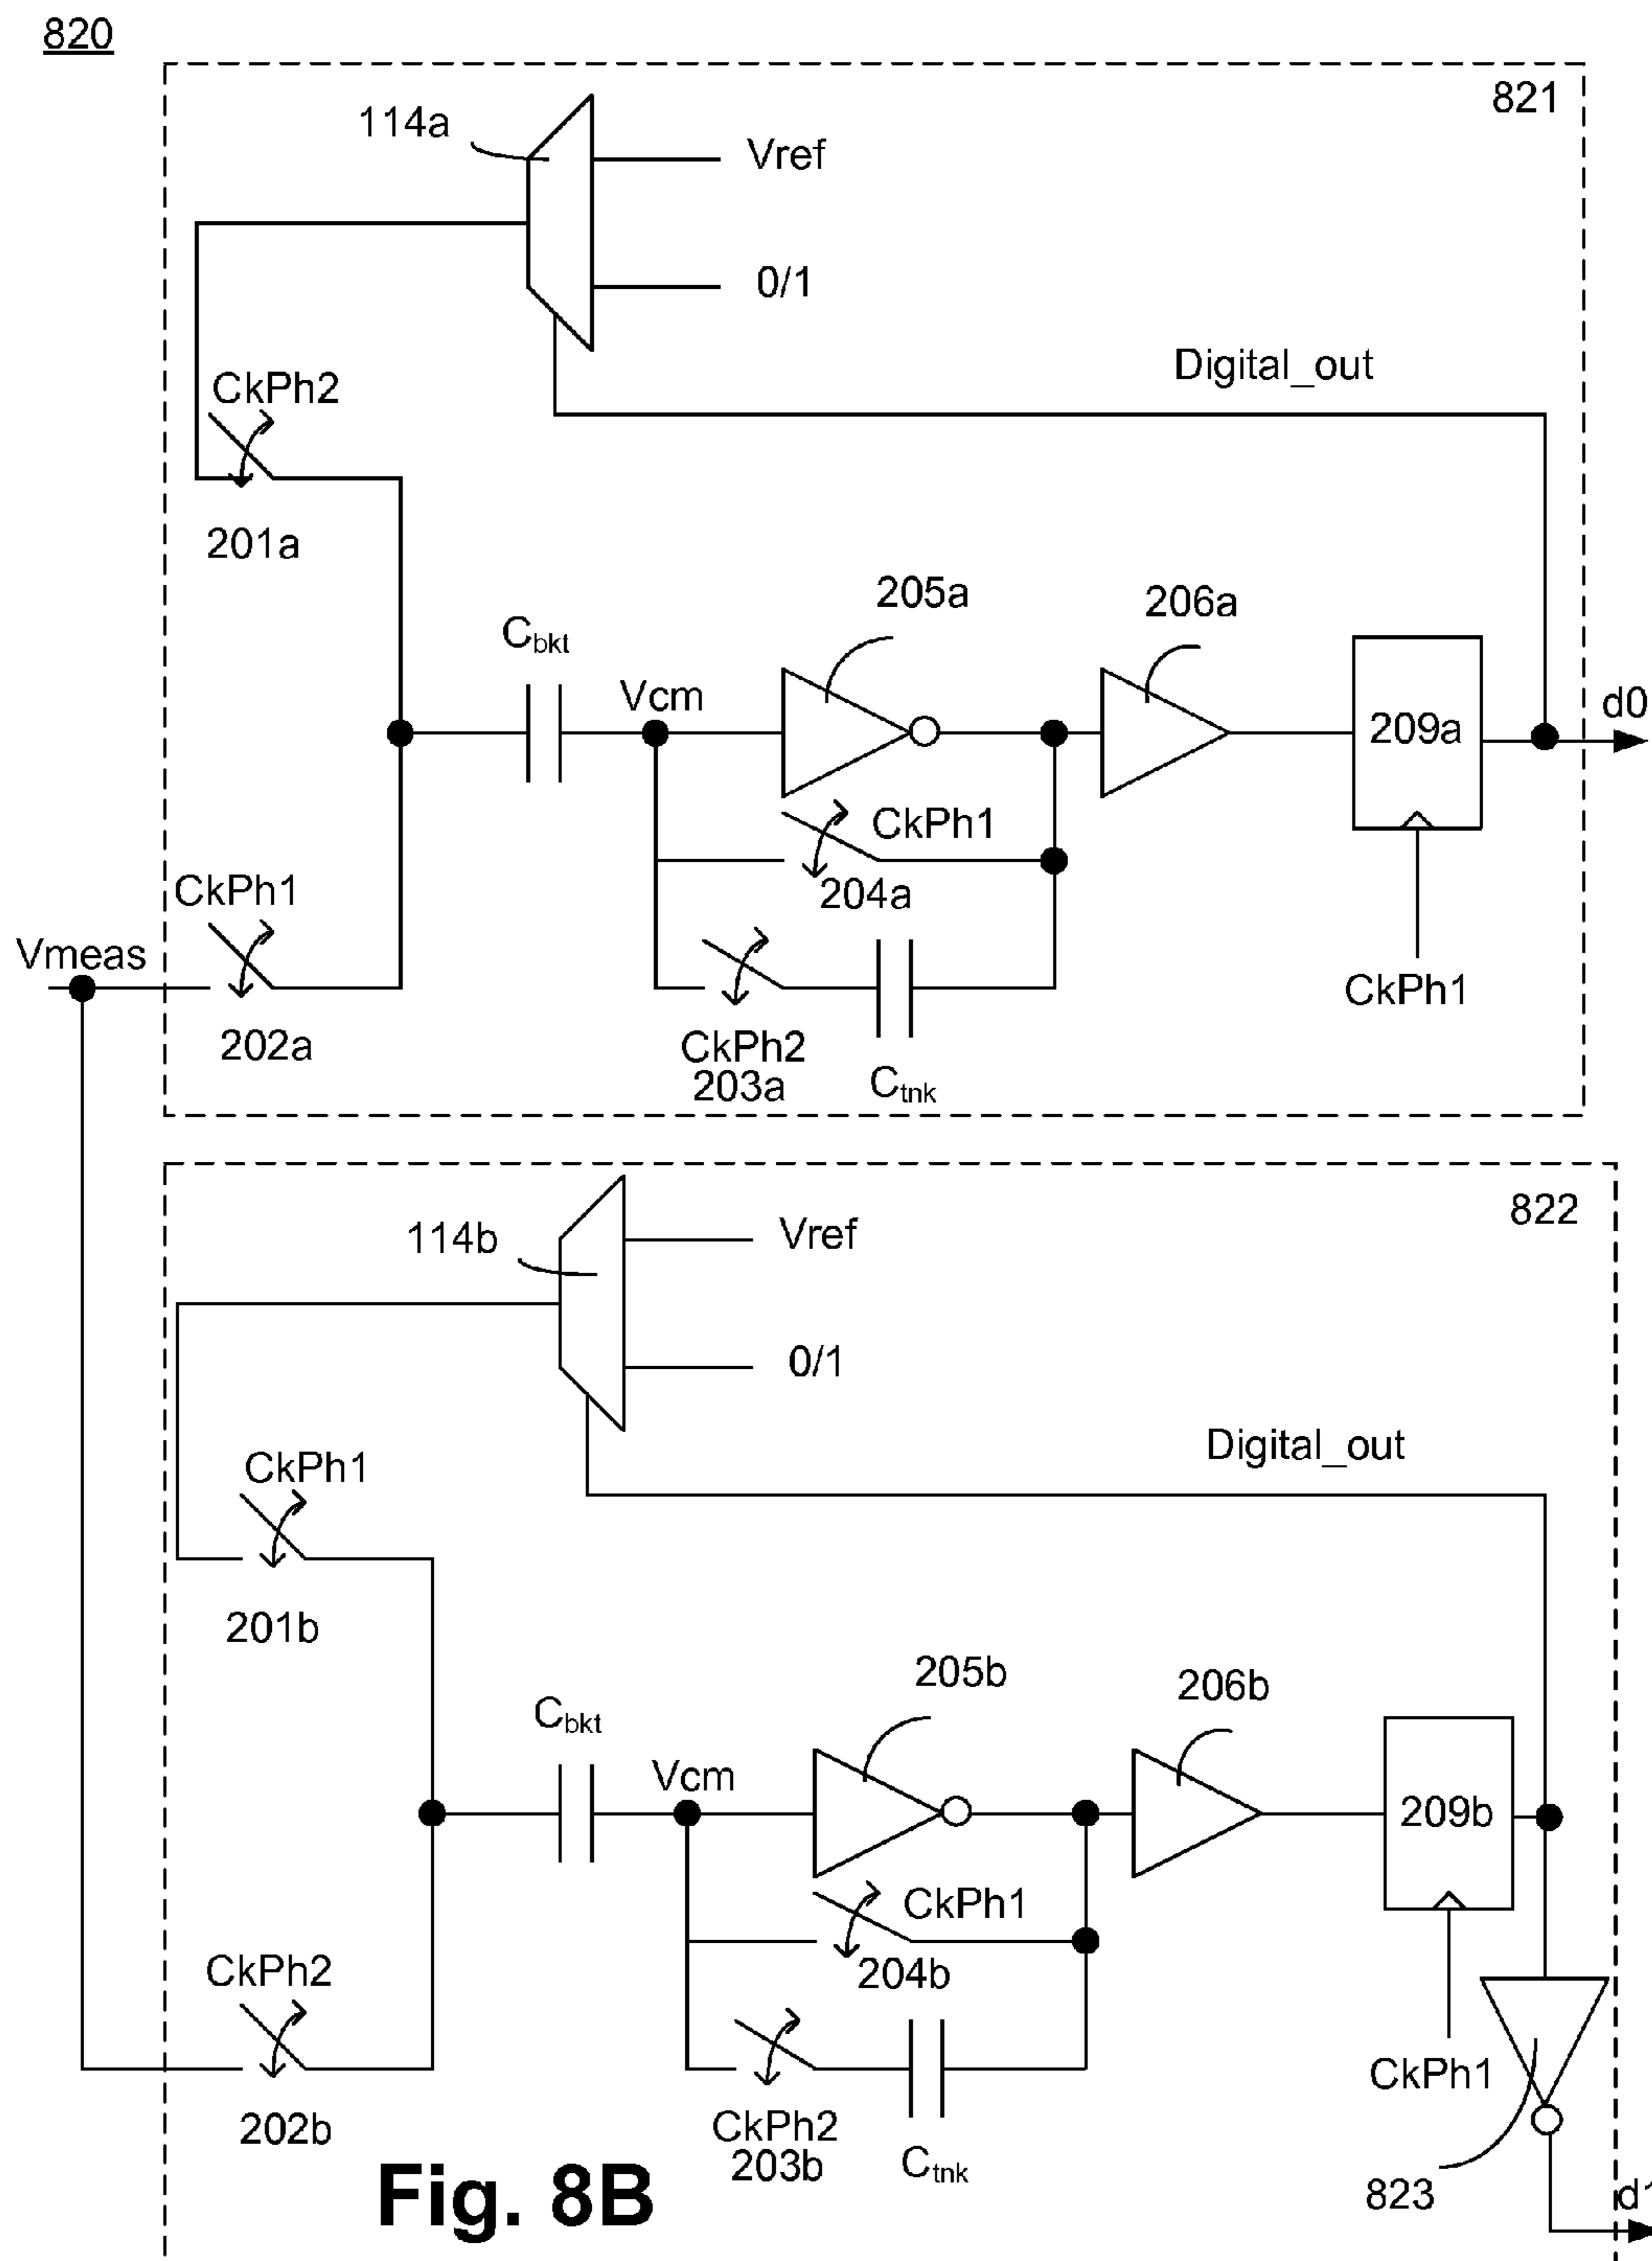 820
821
114a
Vref
0/1
Digital_out
CkPh2
201a
205a
206a
Cbkt
Vcm
209a
d0
CkPh1
204a
CkPh1
Vmeas
202a
CkPh2
203a
Ctnk
CkPh1
822
114b
Vref
0/1
Digital_out
CkPh1
201b
205b
206b
Cbkt
Vcm
209b
CkPh1
204b
CkPh2
202b
CkPh2
203b
Ctnk
CkPh1
823
d1
Fig. 8B